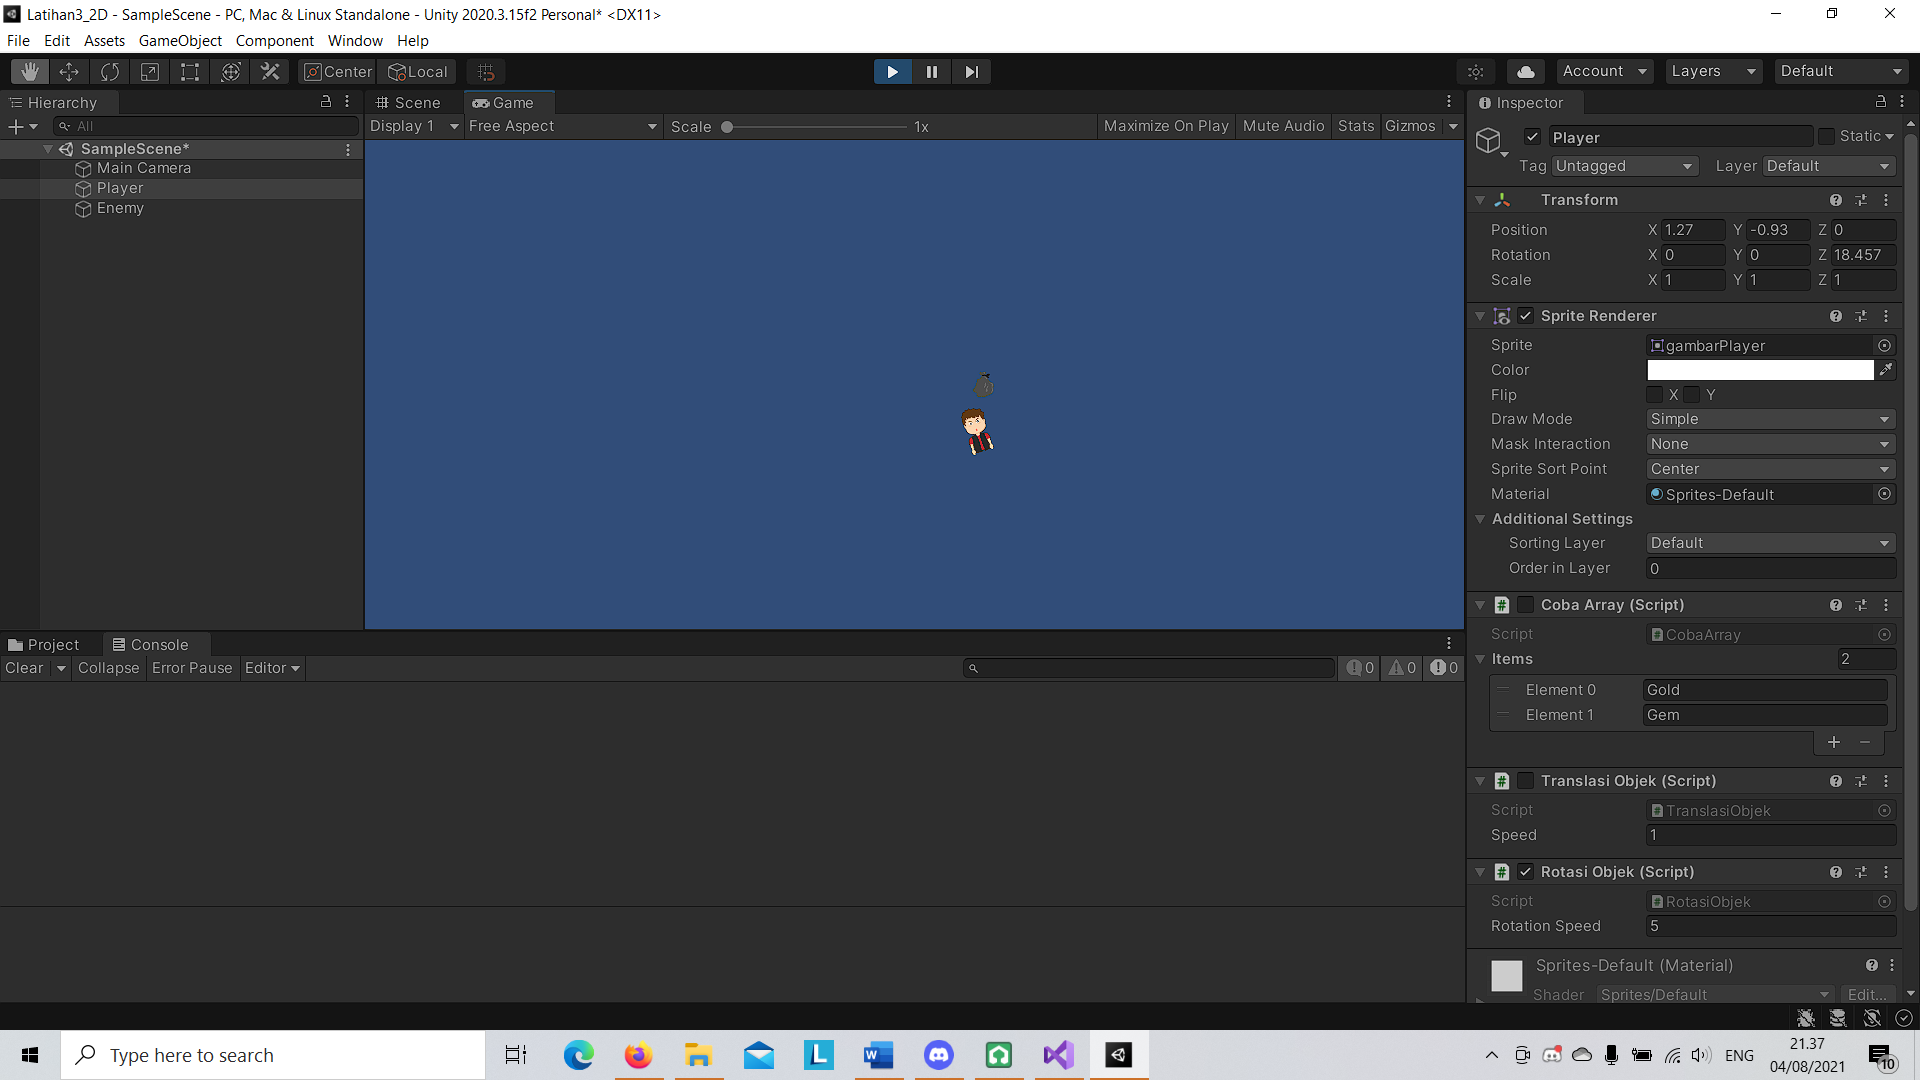 Latihan3_2D - SampleScene - PC, Mac & Linux Standalone - Unity 2020.3.15f2 Personal* <DX11>
File Edit Assets GameObject Component Window Help
Center Local Account Layers Default
Hierarchy
All
SampleScene*
Main Camera
Player
Enemy
Scene Game
Display 1 Free Aspect Scale 1x Maximize On Play Mute Audio Stats Gizmos
Project Console
Clear Collapse Error Pause Editor 0 0 0
Inspector
Player Static
Tag Untagged Layer Default
Transform
Position X 1.27 Y -0.93 Z 0
Rotation X 0 Y 0 Z 18.457
Scale X 1 Y 1 Z 1
Sprite Renderer
Sprite gambarPlayer
Color
Flip X Y
Draw Mode Simple
Mask Interaction None
Sprite Sort Point Center
Material Sprites-Default
Additional Settings
Sorting Layer Default
Order in Layer 0
# Coba Array (Script)
Script # CobaArray
Items 2
Element 0 Gold
Element 1 Gem
+ −
# Translasi Objek (Script)
Script # TranslasiObjek
Speed 1
# Rotasi Objek (Script)
Script # RotasiObjek
Rotation Speed 5
Sprites-Default (Material)
Shader Sprites/Default Edit...
Type here to search
L W ENG
21.37
04/08/2021
10